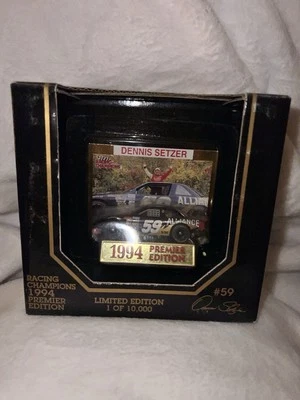 DENNIS SETZER
ALLIANCE
59
1994 PREMIER EDITION
RACING
CHAMPIONS
1994
PREMIER
EDITION
LIMITED EDITION
1 OF 10,000
#59